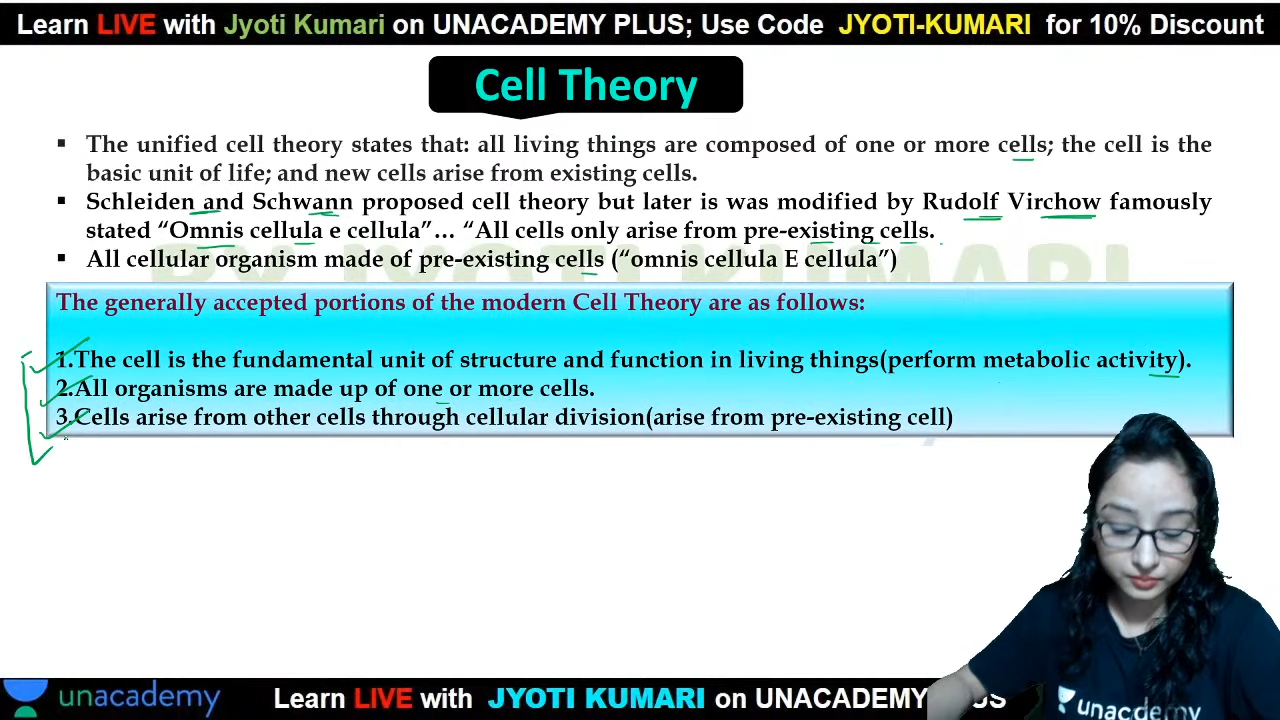 Learn LIVE with Jyoti Kumari on UNACADEMY PLUS; Use Code JYOTI-KUMARI for 10% Discount
Cell Theory
▪ The unified cell theory states that: all living things are composed of one or more cells; the cell is the
basic unit of life; and new cells arise from existing cells.
▪ Schleiden and Schwann proposed cell theory but later is was modified by Rudolf Virchow famously
stated “Omnis cellula e cellula”… “All cells only arise from pre-existing cells.
▪ All cellular organism made of pre-existing cells (“omnis cellula E cellula”)
BY JYOTI KUMARI
The generally accepted portions of the modern Cell Theory are as follows:
1.The cell is the fundamental unit of structure and function in living things(perform metabolic activity).
2.All organisms are made up of one or more cells.
3.Cells arise from other cells through cellular division(arise from pre-existing cell)
unacademy
unacademy
Learn LIVE with JYOTI KUMARI on UNACADEMY PLUS